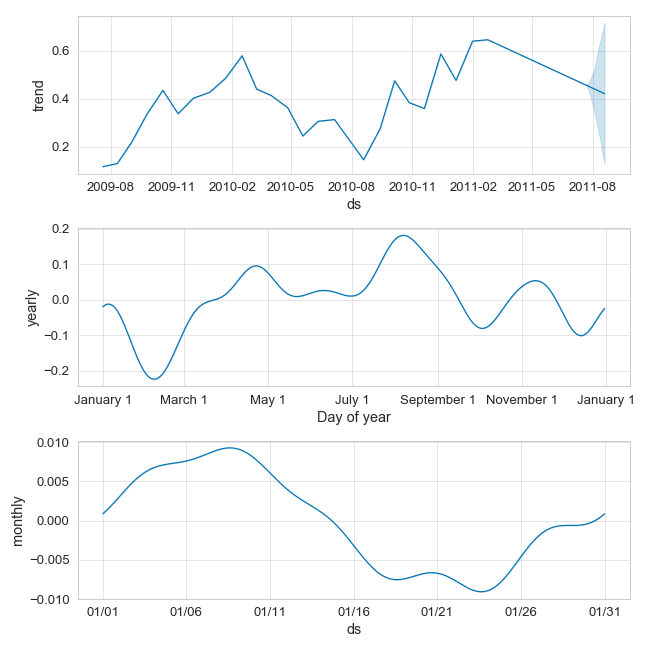 0.6
0.4
0.2
trend
2009-08 2009-11 2010-02 2010-05 2010-08 2010-11 2011-02 2011-05 2011-08
ds
0.2
0.1
0.0
−0.1
−0.2
yearly
January 1 March 1 May 1 July 1 September 1 November 1 January 1
Day of year
0.010
0.005
0.000
−0.005
−0.010
monthly
01/01 01/06 01/11 01/16 01/21 01/26 01/31
ds